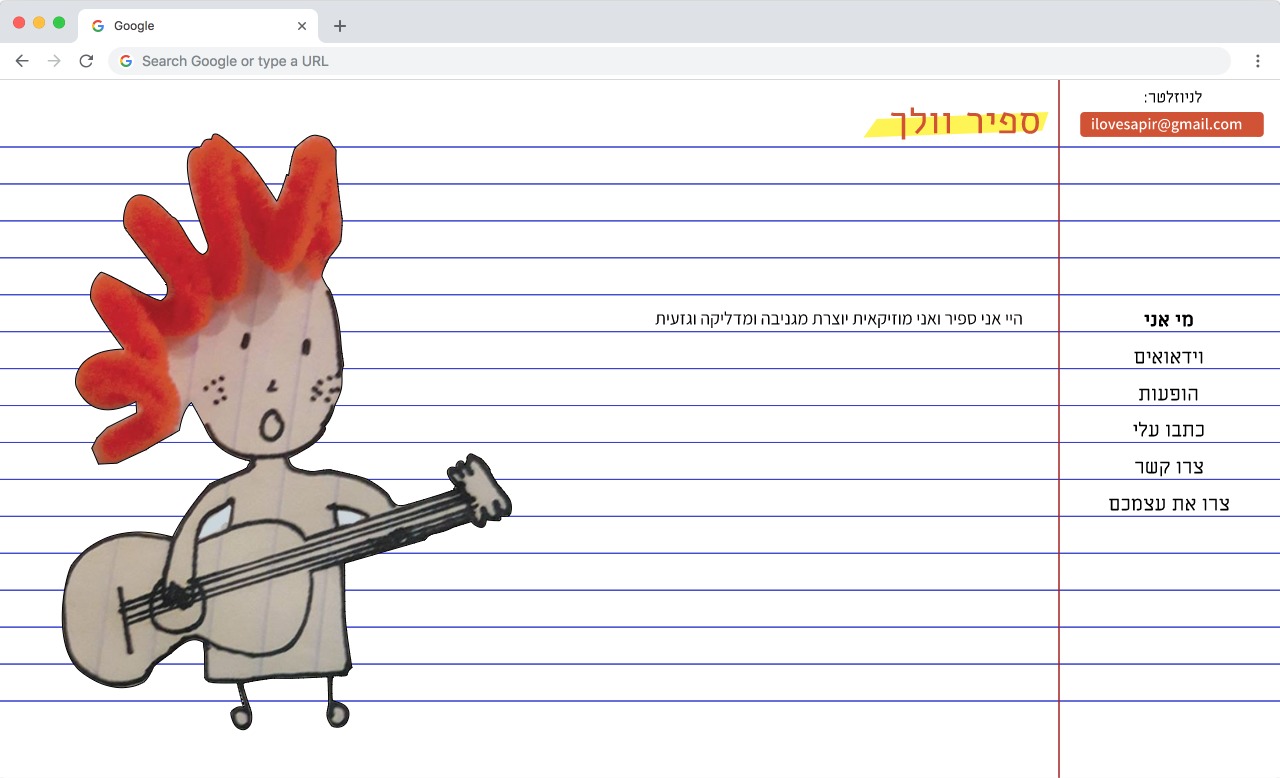 Google
Search Google or type a URL
לניוזלטר:
ilovesapir@gmail.com
ספיר וולך
היי אני ספיר ואני מוזיקאית יוצרת מגניבה ומדליקה וגזעית
מי אני
וידאואים
הופעות
כתבו עלי
צרו קשר
צרו את עצמכם